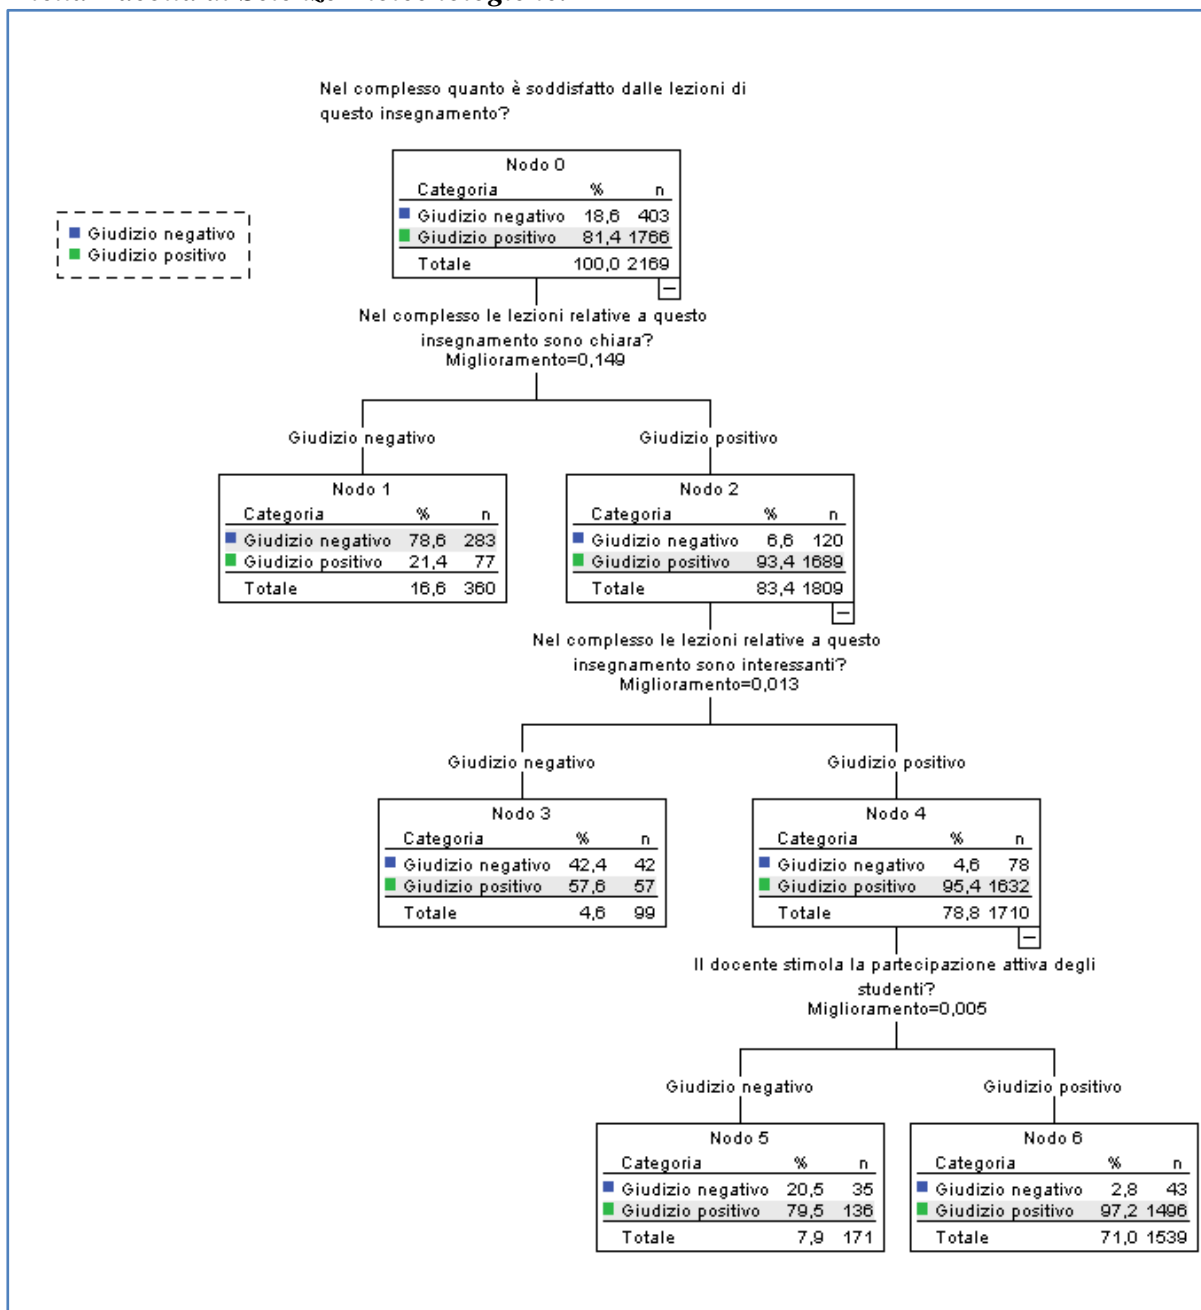 Nel complesso quanto è soddisfatto dalle lezioni di
questo insegnamento?
Nodo 0
Categoria % n
Giudizio negativo 18,6 403
Giudizio positivo 81,4 1766
Totale 100,0 2169
Giudizio negativo
Giudizio positivo
Nel complesso le lezioni relative a questo
insegnamento sono chiara?
Miglioramento=0,149
Giudizio negativo
Giudizio positivo
Nodo 1
Categoria % n
Giudizio negativo 78,6 283
Giudizio positivo 21,4 77
Totale 16,6 360
Nodo 2
Categoria % n
Giudizio negativo 6,6 120
Giudizio positivo 93,4 1689
Totale 83,4 1809
Nel complesso le lezioni relative a questo
insegnamento sono interessanti?
Miglioramento=0,013
Giudizio negativo
Giudizio positivo
Nodo 3
Categoria % n
Giudizio negativo 42,4 42
Giudizio positivo 57,6 57
Totale 4,6 99
Nodo 4
Categoria % n
Giudizio negativo 4,6 78
Giudizio positivo 95,4 1632
Totale 78,8 1710
Il docente stimola la partecipazione attiva degli
studenti?
Miglioramento=0,005
Giudizio negativo
Giudizio positivo
Nodo 5
Categoria % n
Giudizio negativo 20,5 35
Giudizio positivo 79,5 136
Totale 7,9 171
Nodo 6
Categoria % n
Giudizio negativo 2,8 43
Giudizio positivo 97,2 1496
Totale 71,0 1539